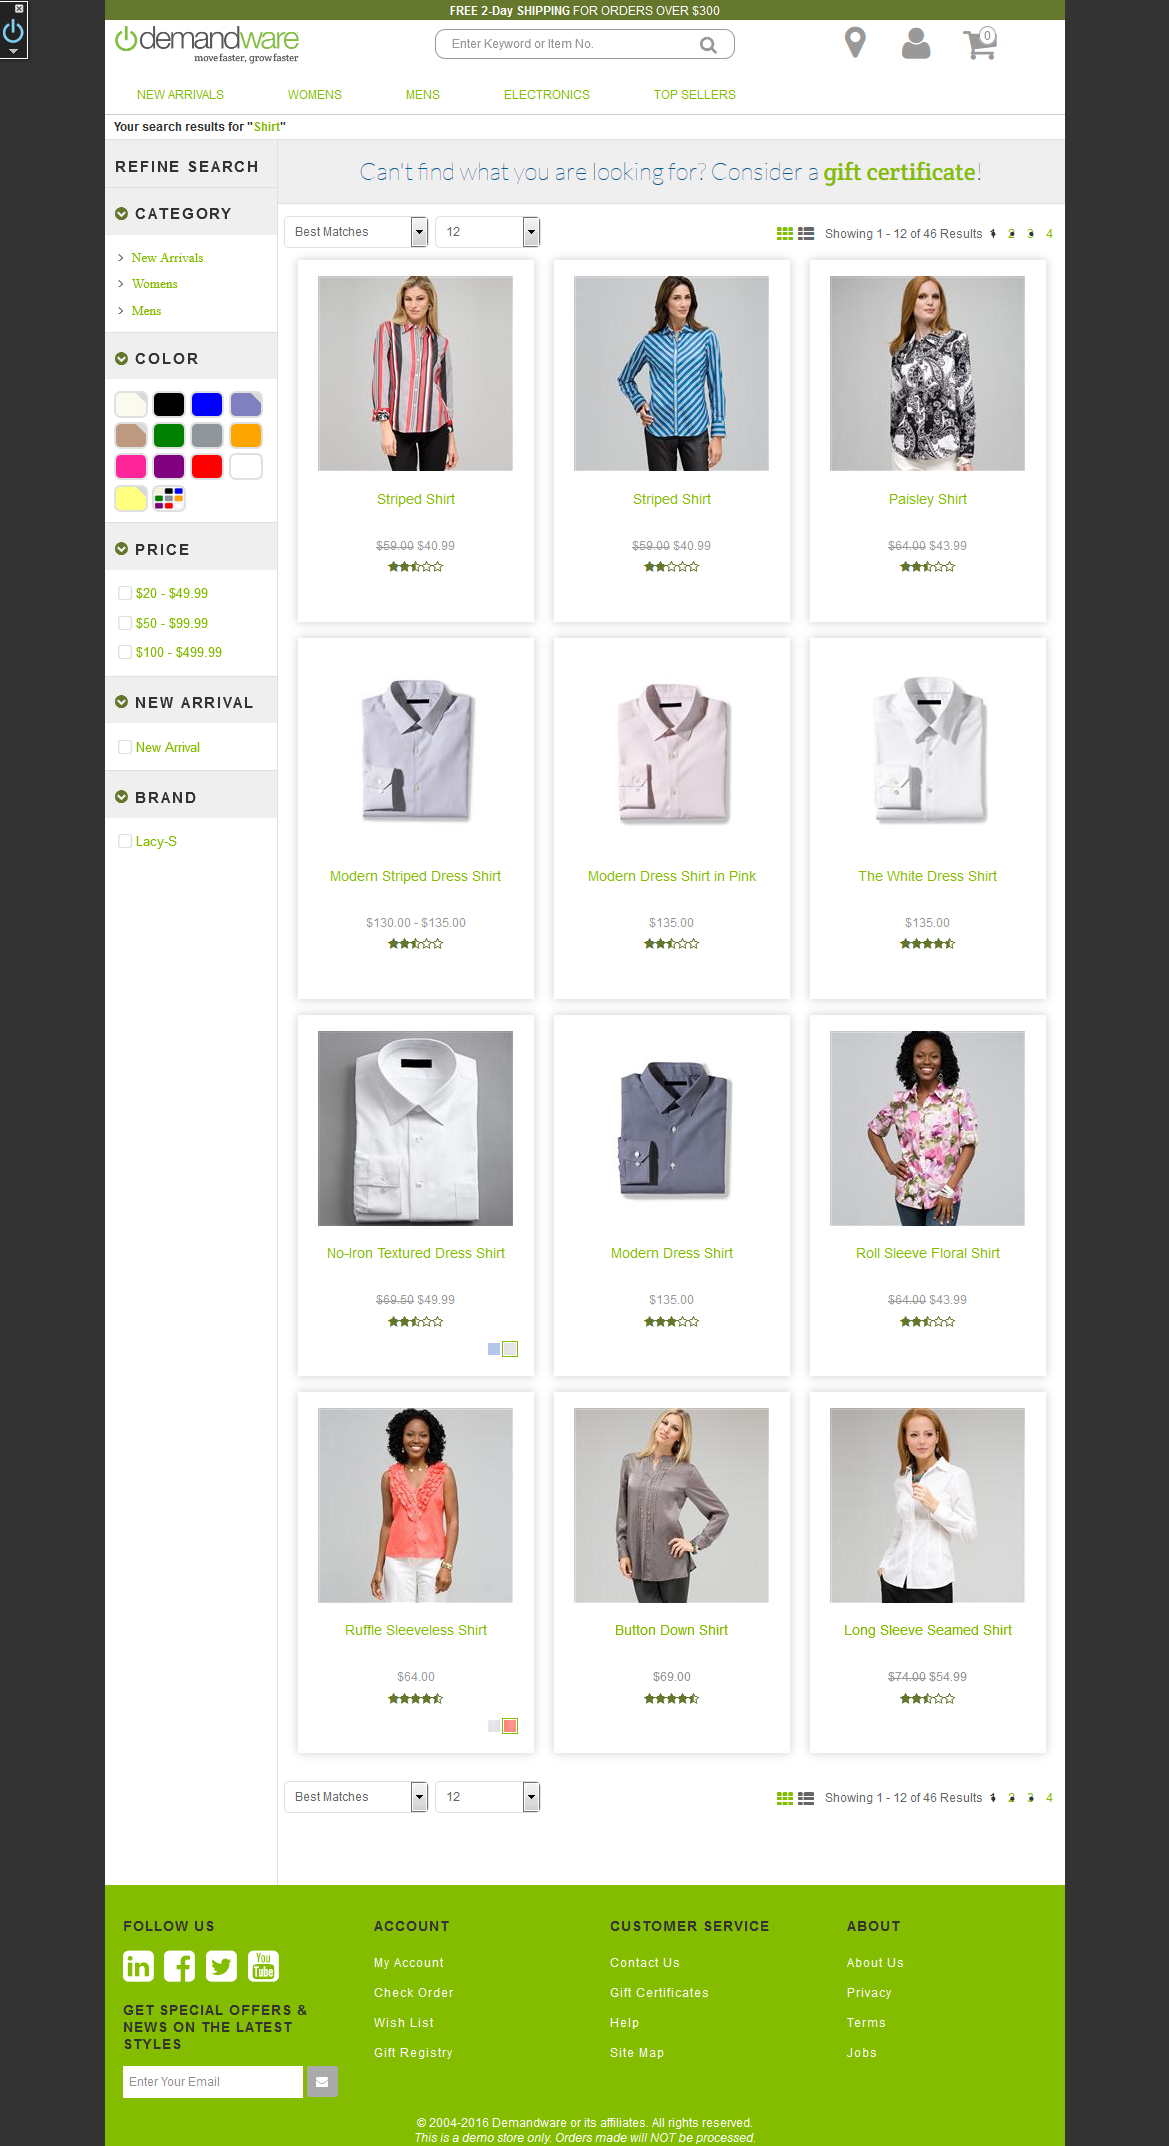 FREE 2-Day SHIPPING FOR ORDERS OVER $300
demandware
move faster, grow faster
Enter Keyword or Item No.
0
NEW ARRIVALS WOMENS MENS ELECTRONICS TOP SELLERS
Your search results for "Shirt"
REFINE SEARCH
CATEGORY
New Arrivals
Womens
Mens
COLOR
PRICE
$20 - $49.99
$50 - $99.99
$100 - $499.99
NEW ARRIVAL
New Arrival
BRAND
Lacy-S
Can't find what you are looking for? Consider a gift certificate!
Best Matches 12 Showing 1 - 12 of 46 Results 1 2 3 4
Striped Shirt
$59.00 $40.99
Striped Shirt
$59.00 $40.99
Paisley Shirt
$64.00 $43.99
Modern Striped Dress Shirt
$130.00 - $135.00
Modern Dress Shirt in Pink
$135.00
The White Dress Shirt
$135.00
No-Iron Textured Dress Shirt
$69.50 $49.99
Modern Dress Shirt
$135.00
Roll Sleeve Floral Shirt
$64.00 $43.99
Ruffle Sleeveless Shirt
$64.00
Button Down Shirt
$69.00
Long Sleeve Seamed Shirt
$74.00 $54.99
Best Matches 12 Showing 1 - 12 of 46 Results 1 2 3 4
FOLLOW US
You Tube
GET SPECIAL OFFERS &
NEWS ON THE LATEST
STYLES
Enter Your Email
ACCOUNT
My Account
Check Order
Wish List
Gift Registry
CUSTOMER SERVICE
Contact Us
Gift Certificates
Help
Site Map
ABOUT
About Us
Privacy
Terms
Jobs
© 2004-2016 Demandware or its affiliates. All rights reserved.
This is a demo store only. Orders made will NOT be processed.